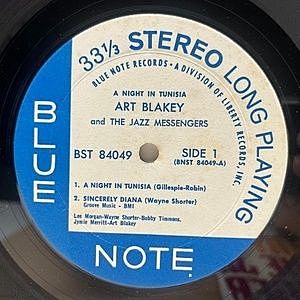 33 1/3 STEREO LONG PLAYING
BLUE NOTE RECORDS • A DIVISION OF LIBERTY RECORDS, INC.
BLUE
NOTE
A NIGHT IN TUNISIA
ART BLAKEY
and THE JAZZ MESSENGERS
BST 84049
SIDE 1
(BNST 84049-A)
1. A NIGHT IN TUNISIA (Gillespie-Robin)
2. SINCERELY DIANA (Wayne Shorter)
Groove Music - BMI
Lee Morgan-Wayne Shorter-Bobby Timmons,
Jymie Merritt-Art Blakey